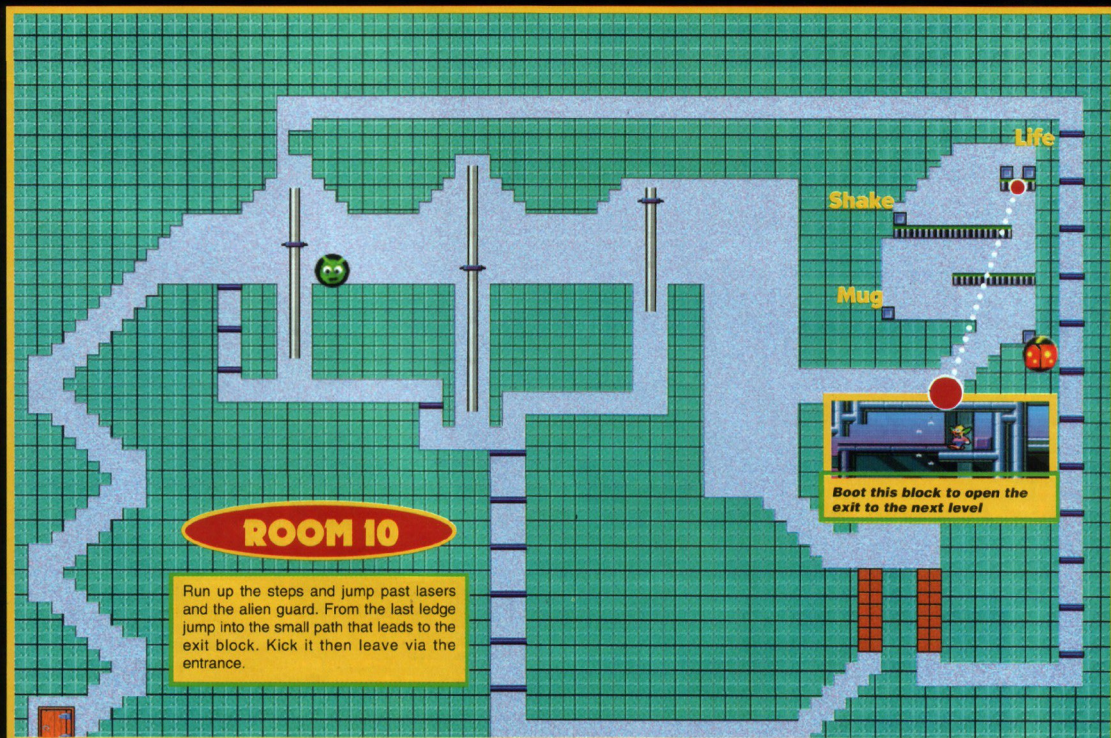 Life
Shake
Mug
Boot this block to open the
exit to the next level
ROOM 10
Run up the steps and jump past lasers
and the alien guard. From the last ledge
jump into the small path that leads to the
exit block. Kick it then leave via the
entrance.